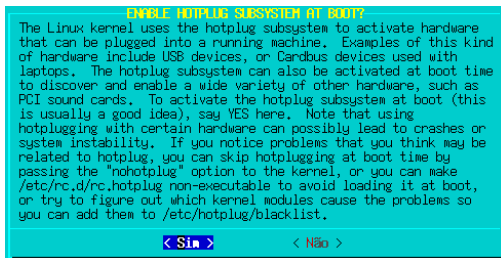 ENABLE HOTPLUG SUBSYSTEM AT BOOT?
The Linux kernel uses the hotplug subsystem to activate hardware
that can be plugged into a running machine.  Examples of this kind
of hardware include USB devices, or Cardbus devices used with
laptops.  The hotplug subsystem can also be activated at boot time
to discover and enable a wide variety of other hardware, such as
PCI sound cards.  To activate the hotplug subsystem at boot (this
is usually a good idea), say YES here.  Note that using
hotplugging with certain hardware can possibly lead to crashes or
system instability.  If you notice problems that you think may be
related to hotplug, you can skip hotplugging at boot time by
passing the "nohotplug" option to the kernel, or you can make
/etc/rc.d/rc.hotplug non-executable to avoid loading it at boot,
or try to figure out which kernel modules cause the problems so
you can add them to /etc/hotplug/blacklist.
< Sim > < Não >